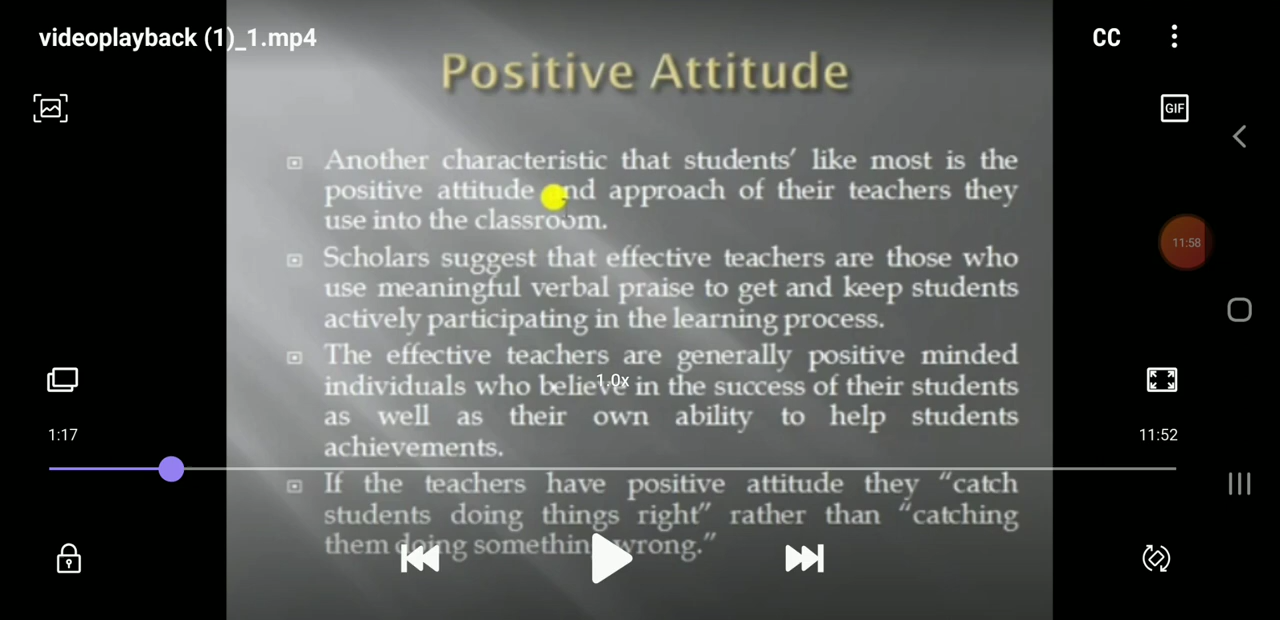 videoplayback (1)_1.mp4
CC
Positive Attitude
GIF
Another characteristic that students’ like most is the
positive attitude and approach of their teachers they
use into the classroom.
11:58
Scholars suggest that effective teachers are those who
use meaningful verbal praise to get and keep students
actively participating in the learning process.
The effective teachers are generally positive minded
individuals who believe in the success of their students
1.0x
as well as their own ability to help students
achievements.
1:17
11:52
If the teachers have positive attitude they “catch
students doing things right” rather than “catching
them doing something wrong.”